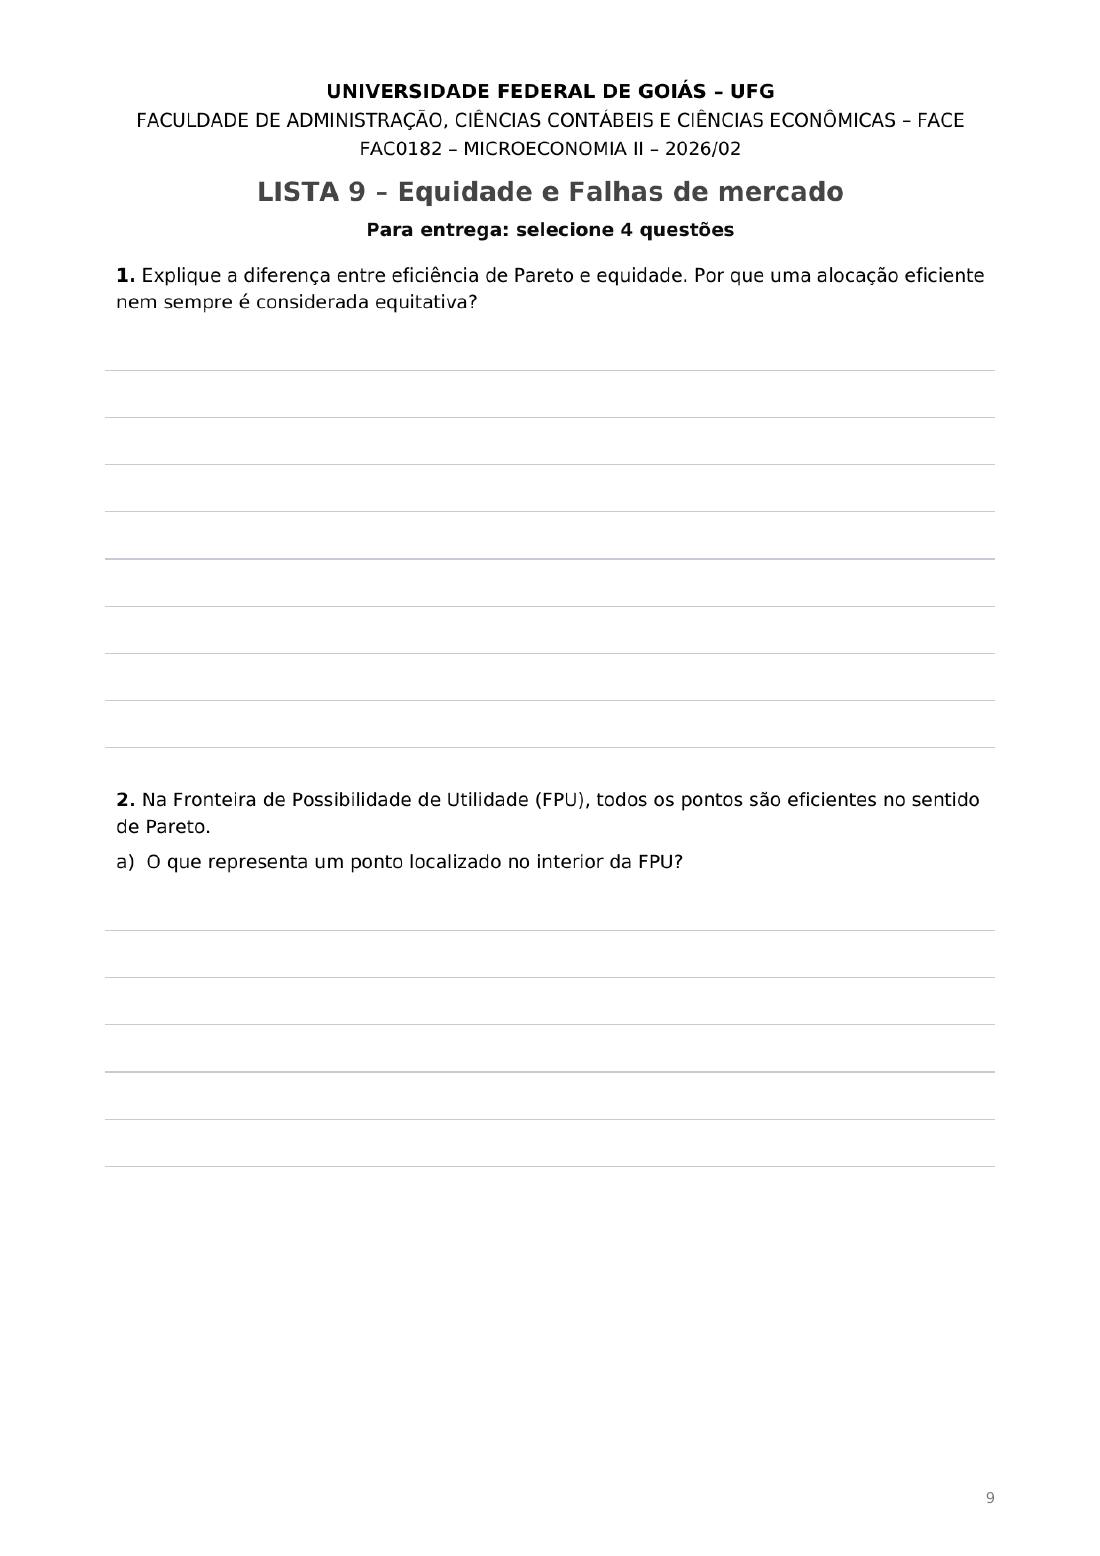 UNIVERSIDADE FEDERAL DE GOIÁS – UFG
FACULDADE DE ADMINISTRAÇÃO, CIÊNCIAS CONTÁBEIS E CIÊNCIAS ECONÔMICAS – FACE
FAC0182 – MICROECONOMIA II – 2026/02
LISTA 9 – Equidade e Falhas de mercado
Para entrega: selecione 4 questões
1. Explique a diferença entre eficiência de Pareto e equidade. Por que uma alocação eficiente
nem sempre é considerada equitativa?
2. Na Fronteira de Possibilidade de Utilidade (FPU), todos os pontos são eficientes no sentido
de Pareto.
a) O que representa um ponto localizado no interior da FPU?
9